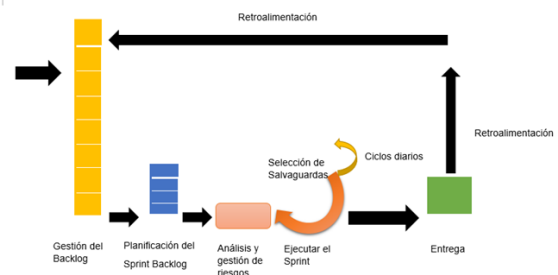 Retroalimentación
Retroalimentación
Selección de
Salvaguardas
Ciclos diarios
Gestión del
Backlog
Planificación del
Sprint Backlog
Análisis y
gestión de
riesgos
Ejecutar el
Sprint
Entrega